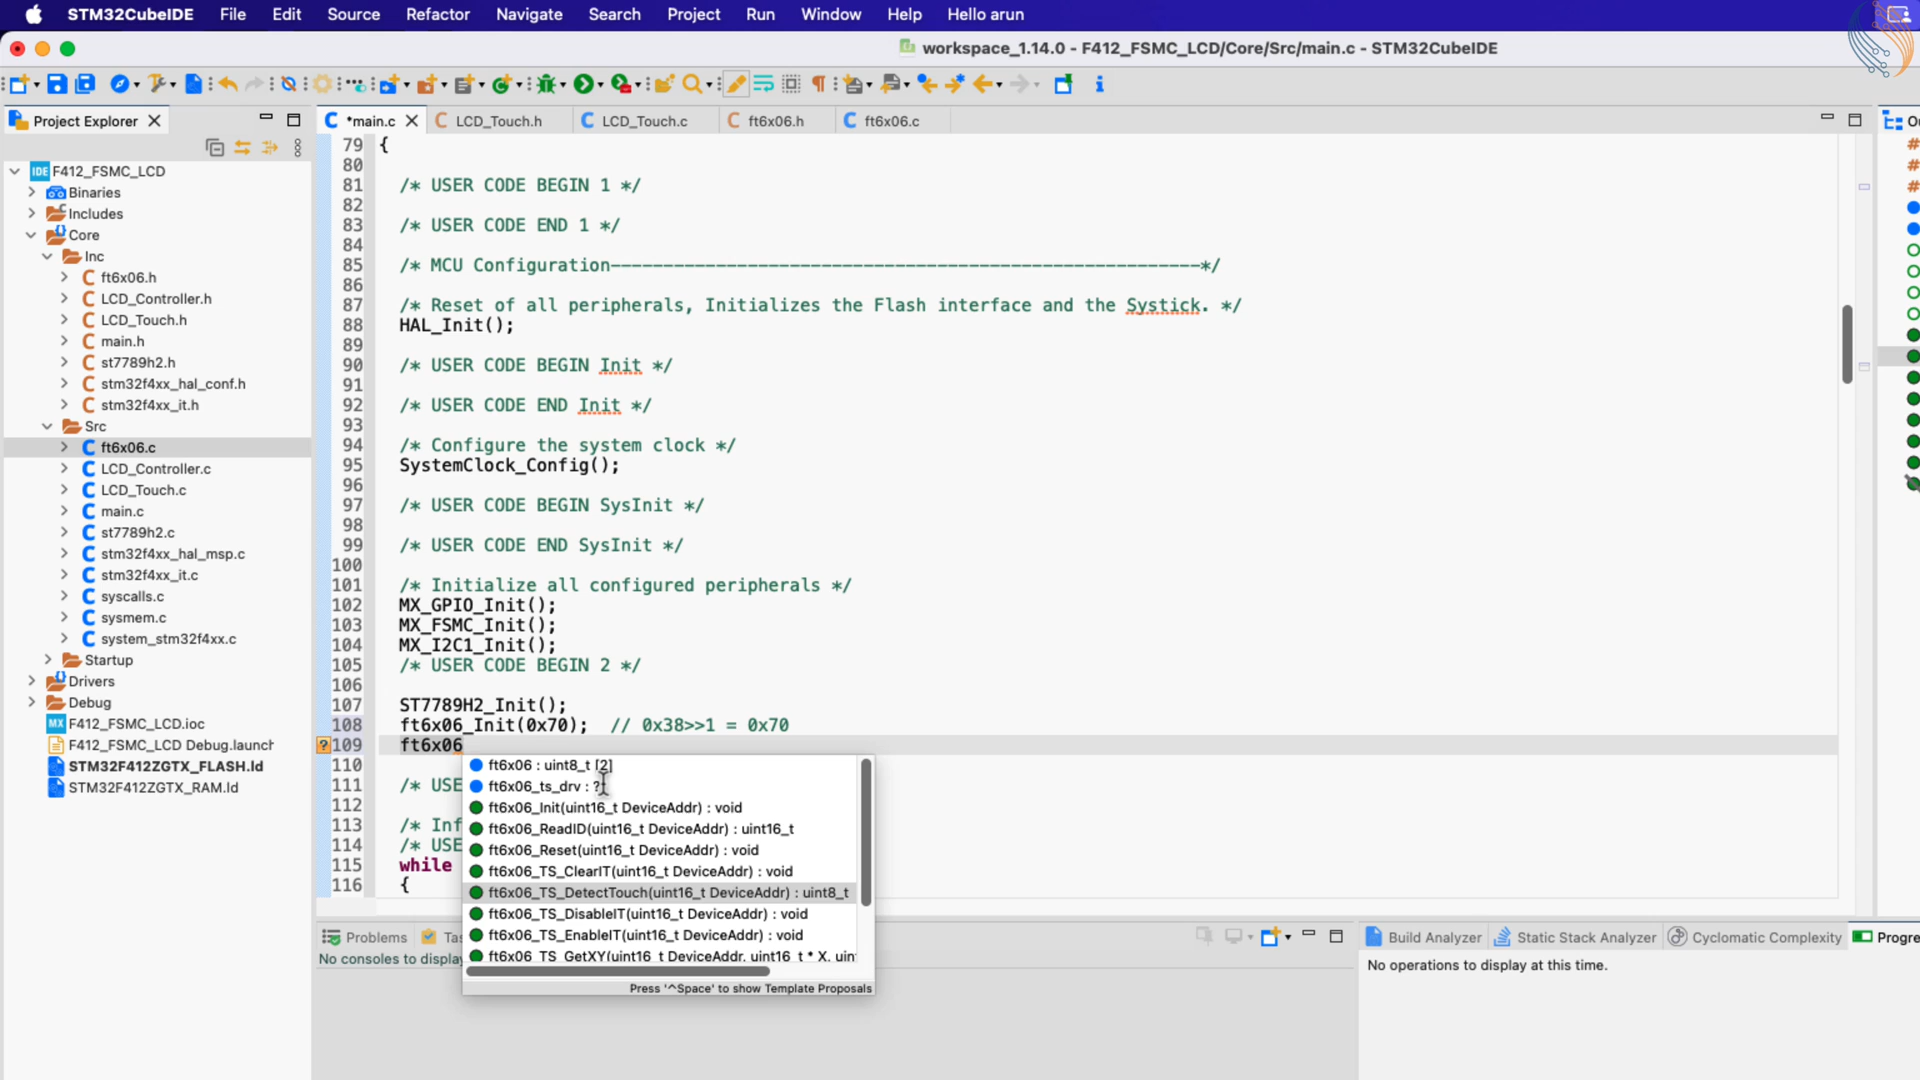 STM32CubeIDE File Edit Source Refactor Navigate Search Project Run Window Help Hello arun
workspace_1.14.0 - F412_FSMC_LCD/Core/Src/main.c - STM32CubeIDE
Project Explorer
F412_FSMC_LCD
Binaries
Includes
Core
Inc
ft6x06.h
LCD_Controller.h
LCD_Touch.h
main.h
st7789h2.h
stm32f4xx_hal_conf.h
stm32f4xx_it.h
Src
ft6x06.c
LCD_Controller.c
LCD_Touch.c
main.c
st7789h2.c
stm32f4xx_hal_msp.c
stm32f4xx_it.c
syscalls.c
sysmem.c
system_stm32f4xx.c
Startup
Drivers
Debug
F412_FSMC_LCD.ioc
F412_FSMC_LCD Debug.launch
STM32F412ZGTX_FLASH.ld
STM32F412ZGTX_RAM.ld
*main.c LCD_Touch.h LCD_Touch.c ft6x06.h ft6x06.c
79 {
80
81 /* USER CODE BEGIN 1 */
82
83 /* USER CODE END 1 */
84
85 /* MCU Configuration--------------------------------------------------------*/
86
87 /* Reset of all peripherals, Initializes the Flash interface and the Systick. */
88 HAL_Init();
89
90 /* USER CODE BEGIN Init */
91
92 /* USER CODE END Init */
93
94 /* Configure the system clock */
95 SystemClock_Config();
96
97 /* USER CODE BEGIN SysInit */
98
99 /* USER CODE END SysInit */
100
101 /* Initialize all configured peripherals */
102 MX_GPIO_Init();
103 MX_FSMC_Init();
104 MX_I2C1_Init();
105 /* USER CODE BEGIN 2 */
106
107 ST7789H2_Init();
108 ft6x06_Init(0x70); // 0x38>>1 = 0x70
109 ft6x06
110
111 /* USE
112
113 /* Inf
114 /* USE
115 while
116 {
ft6x06 : uint8_t [2]
ft6x06_ts_drv : ?
ft6x06_Init(uint16_t DeviceAddr) : void
ft6x06_ReadID(uint16_t DeviceAddr) : uint16_t
ft6x06_Reset(uint16_t DeviceAddr) : void
ft6x06_TS_ClearIT(uint16_t DeviceAddr) : void
ft6x06_TS_DetectTouch(uint16_t DeviceAddr) : uint8_t
ft6x06_TS_DisableIT(uint16_t DeviceAddr) : void
ft6x06_TS_EnableIT(uint16_t DeviceAddr) : void
ft6x06_TS_GetXY(uint16_t DeviceAddr, uint16_t * X, uin
Press '^Space' to show Template Proposals
Problems Tas
No consoles to display
Build Analyzer Static Stack Analyzer Cyclomatic Complexity Progre
No operations to display at this time.